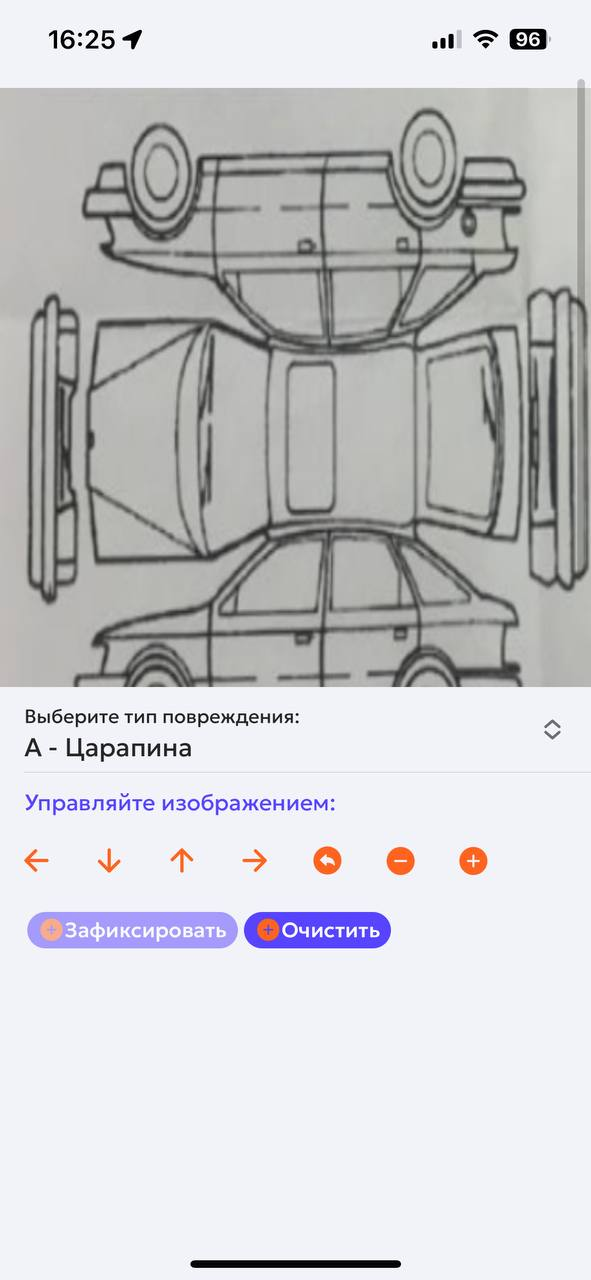 16:25
96
Выберите тип повреждения:
A - Царапина
Управляйте изображением:
Зафиксировать Очистить